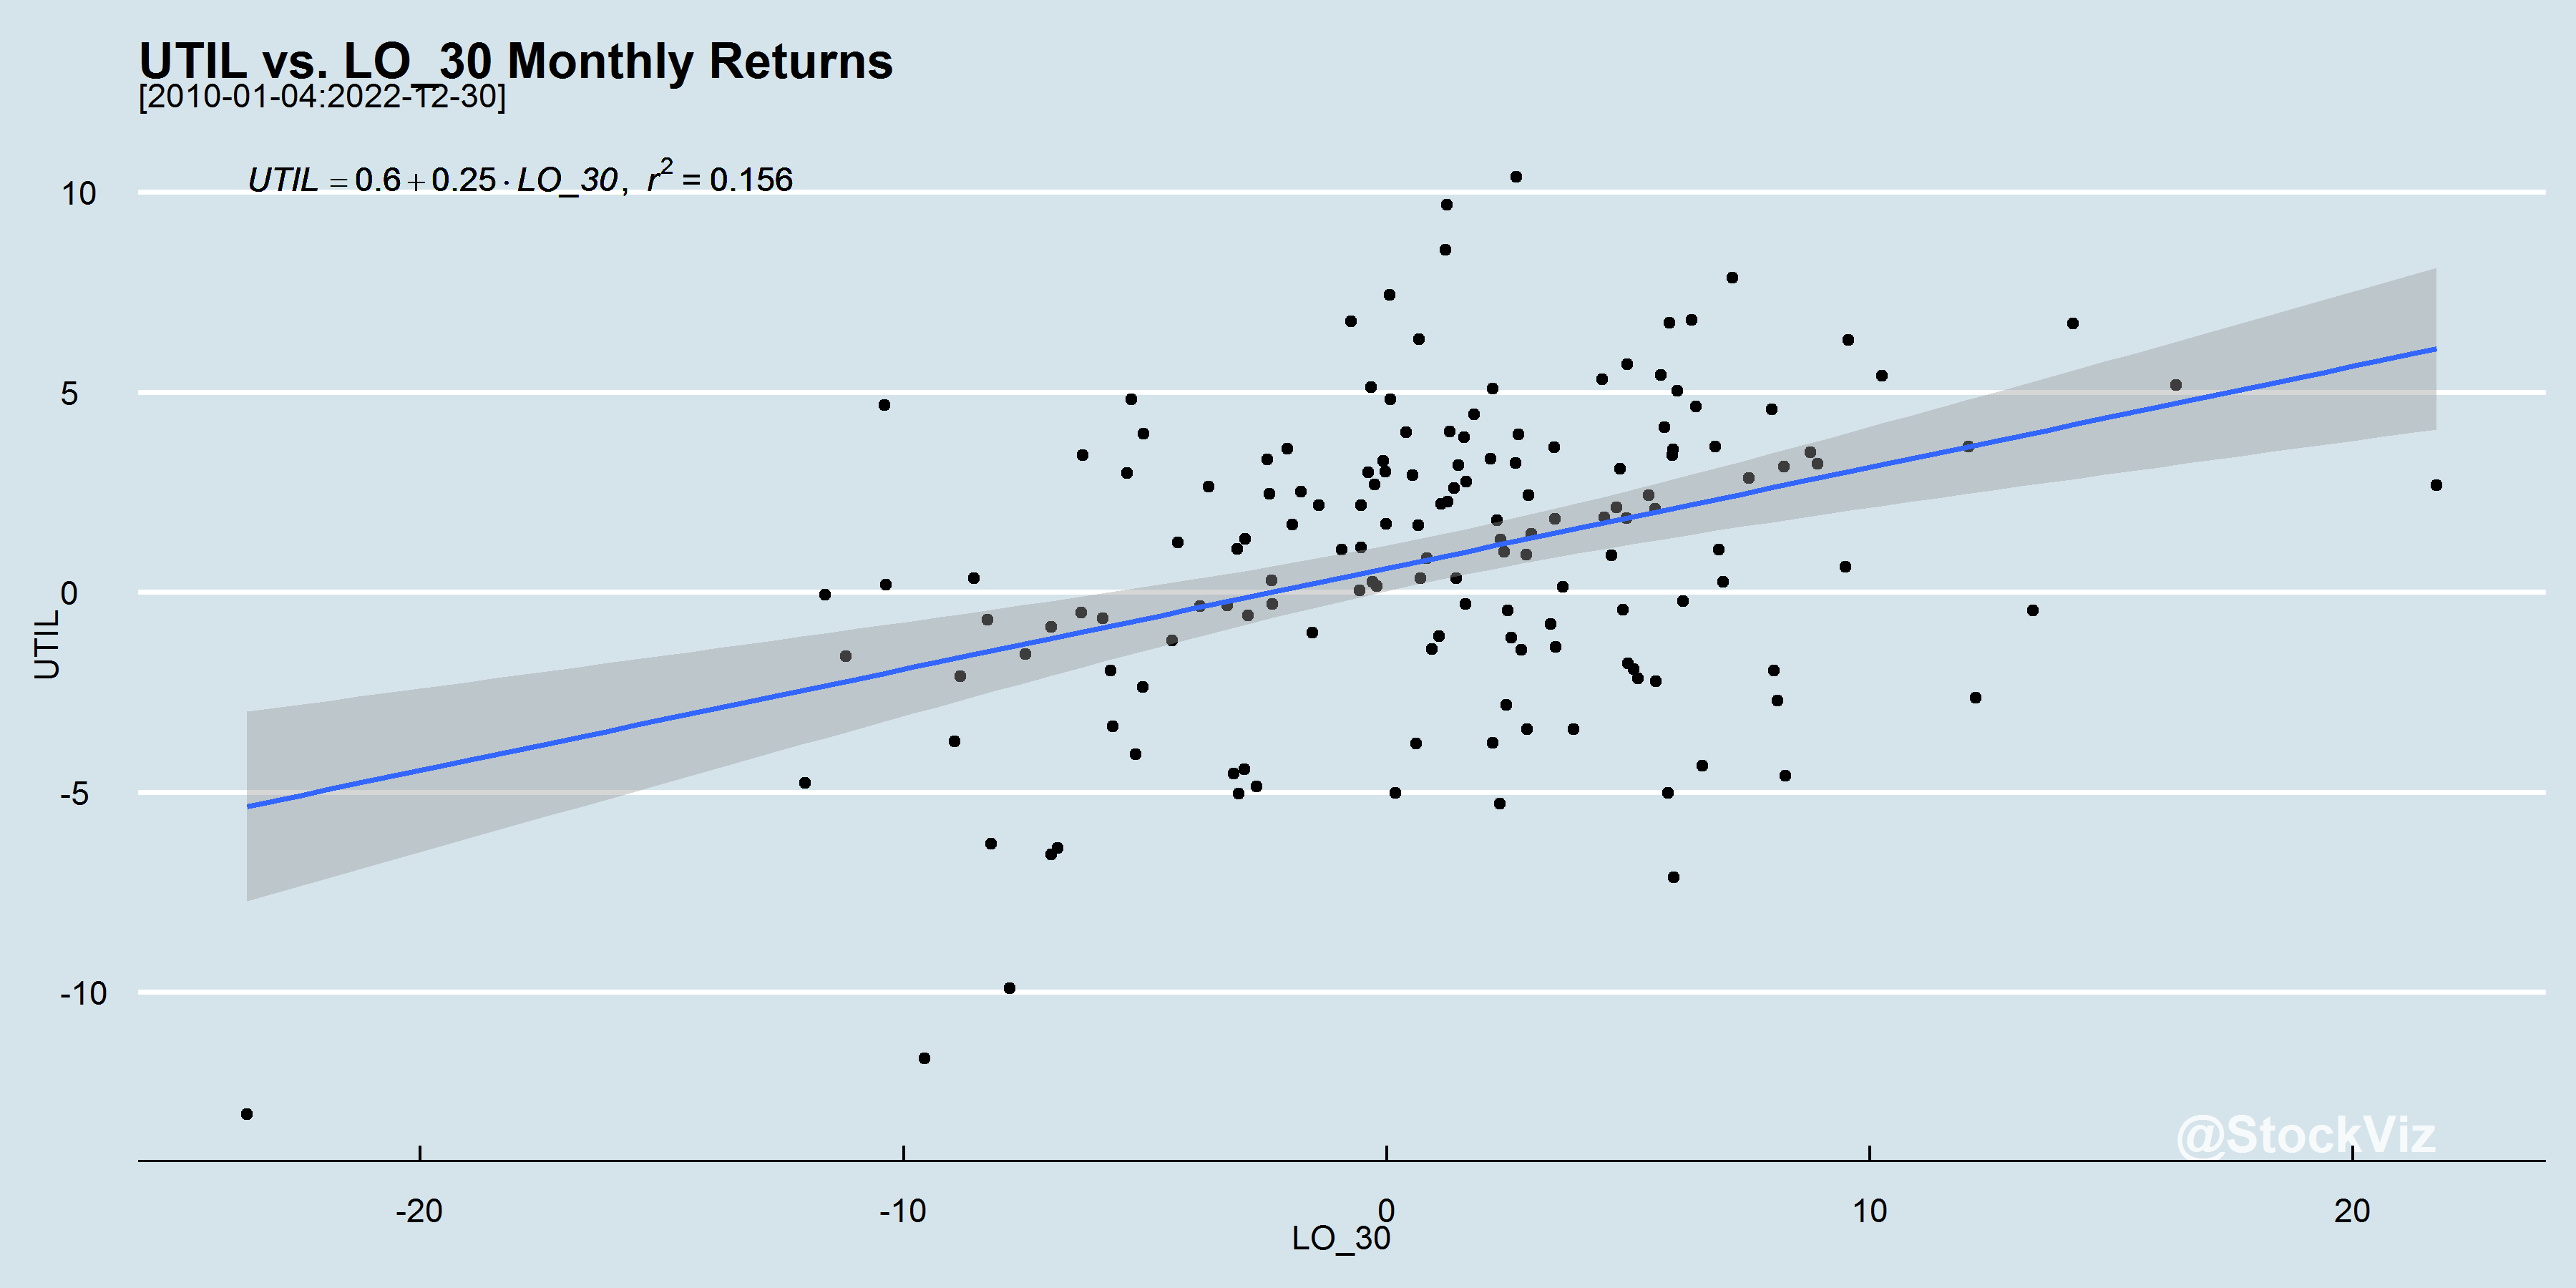 UTIL vs. LO_30 Monthly Returns
[2010-01-04:2022-12-30]
UTIL = 0.6 + 0.25 · LO_30, r² = 0.156
10
5
0
-5
-10
UTIL
-20 -10 0 10 20
LO_30
@StockViz